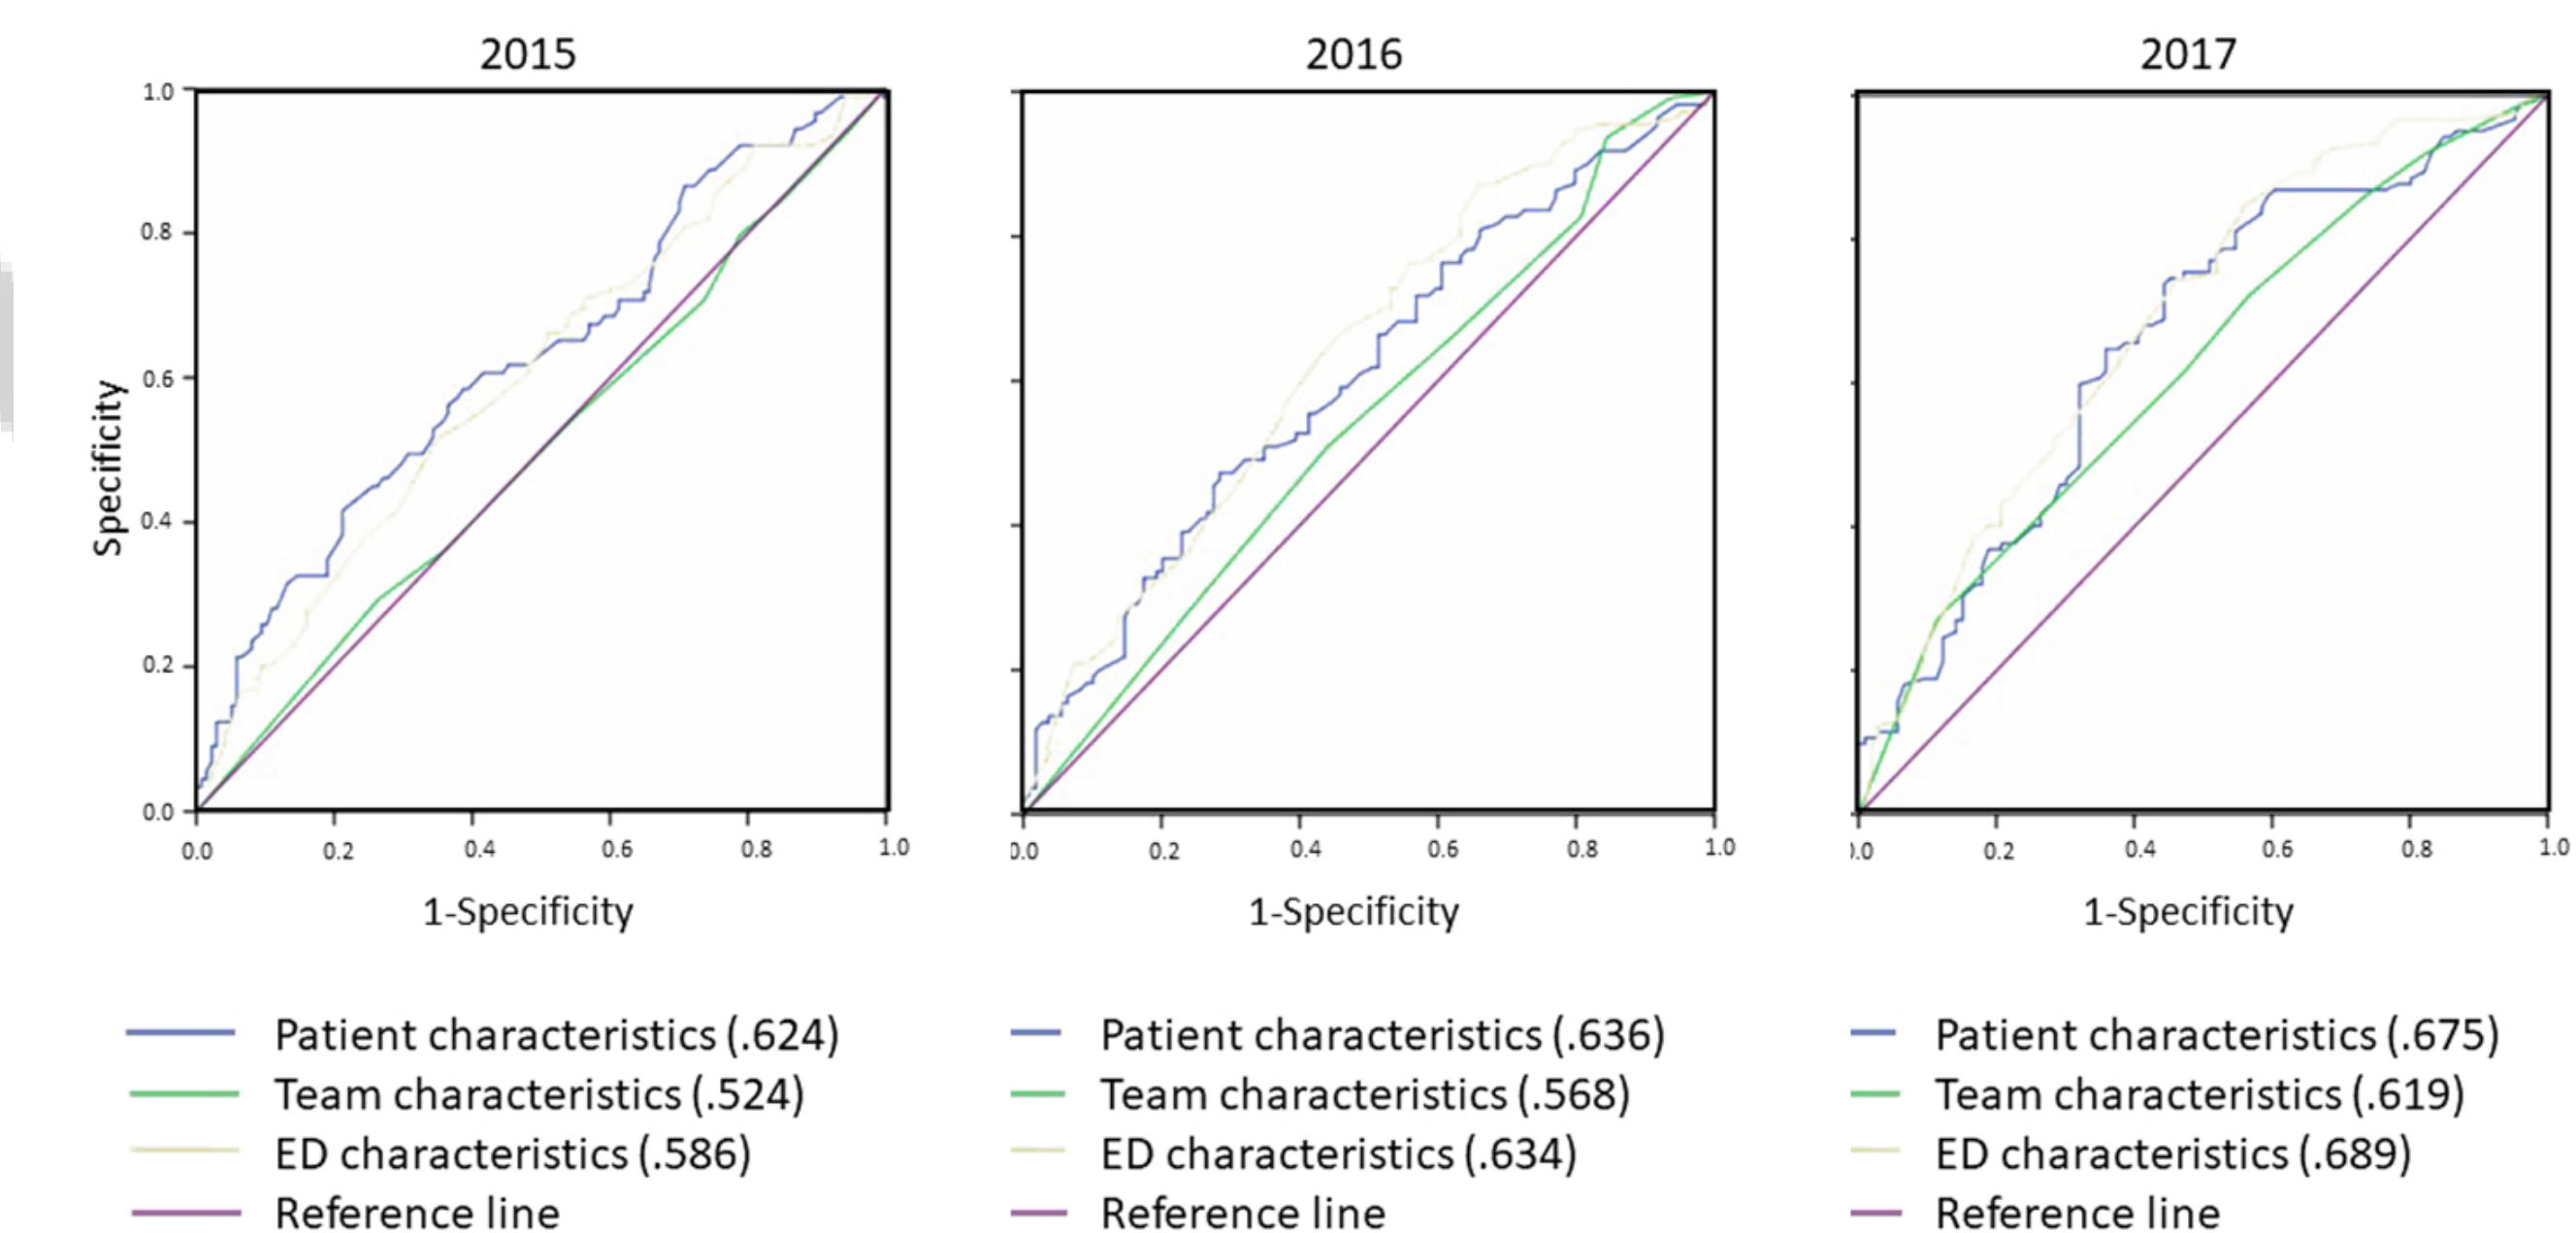 2015
2016
2017
1.0
0.8
0.6
0.4
0.2
0.0
Specificity
0.0 0.2 0.4 0.6 0.8 1.0
0.0 0.2 0.4 0.6 0.8 1.0
0.0 0.2 0.4 0.6 0.8 1.0
1-Specificity
1-Specificity
1-Specificity
Patient characteristics (.624)
Team characteristics (.524)
ED characteristics (.586)
Reference line
Patient characteristics (.636)
Team characteristics (.568)
ED characteristics (.634)
Reference line
Patient characteristics (.675)
Team characteristics (.619)
ED characteristics (.689)
Reference line